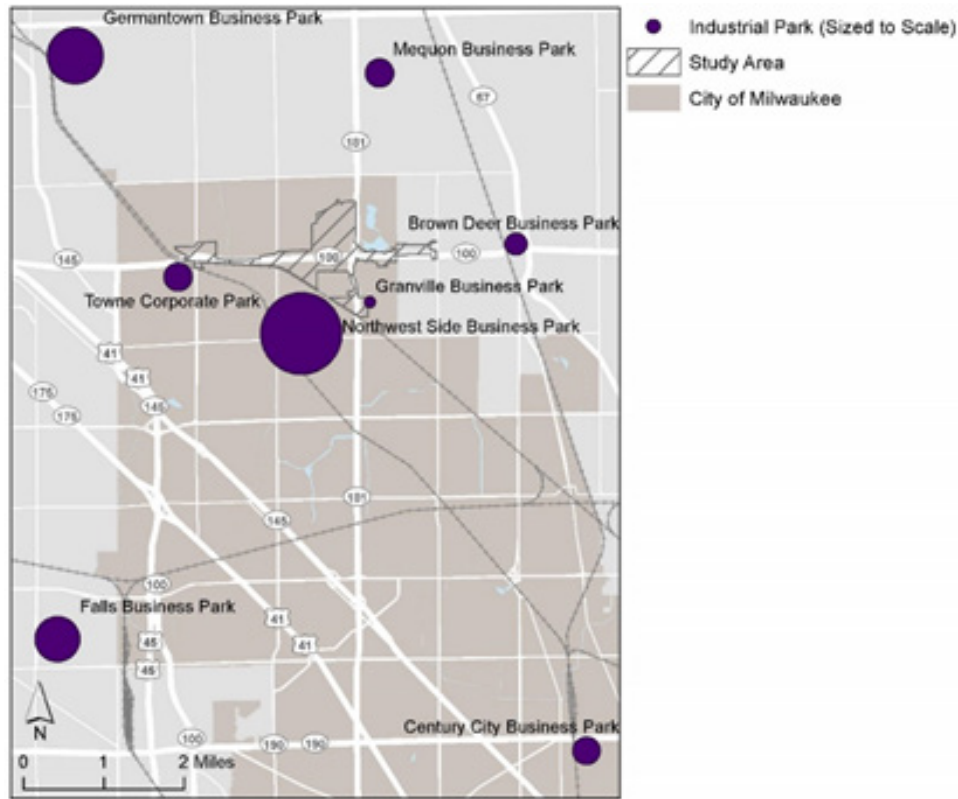 Germantown Business Park
Mequon Business Park
Industrial Park (Sized to Scale)
Study Area
City of Milwaukee
57
181
Brown Deer Business Park
145
100
100
Towne Corporate Park
Granville Business Park
Northwest Side Business Park
41
41
175
145
175
181
145
100
Falls Business Park
41
45
41
45
N
Century City Business Park
100
190
190
0
1
2 Miles